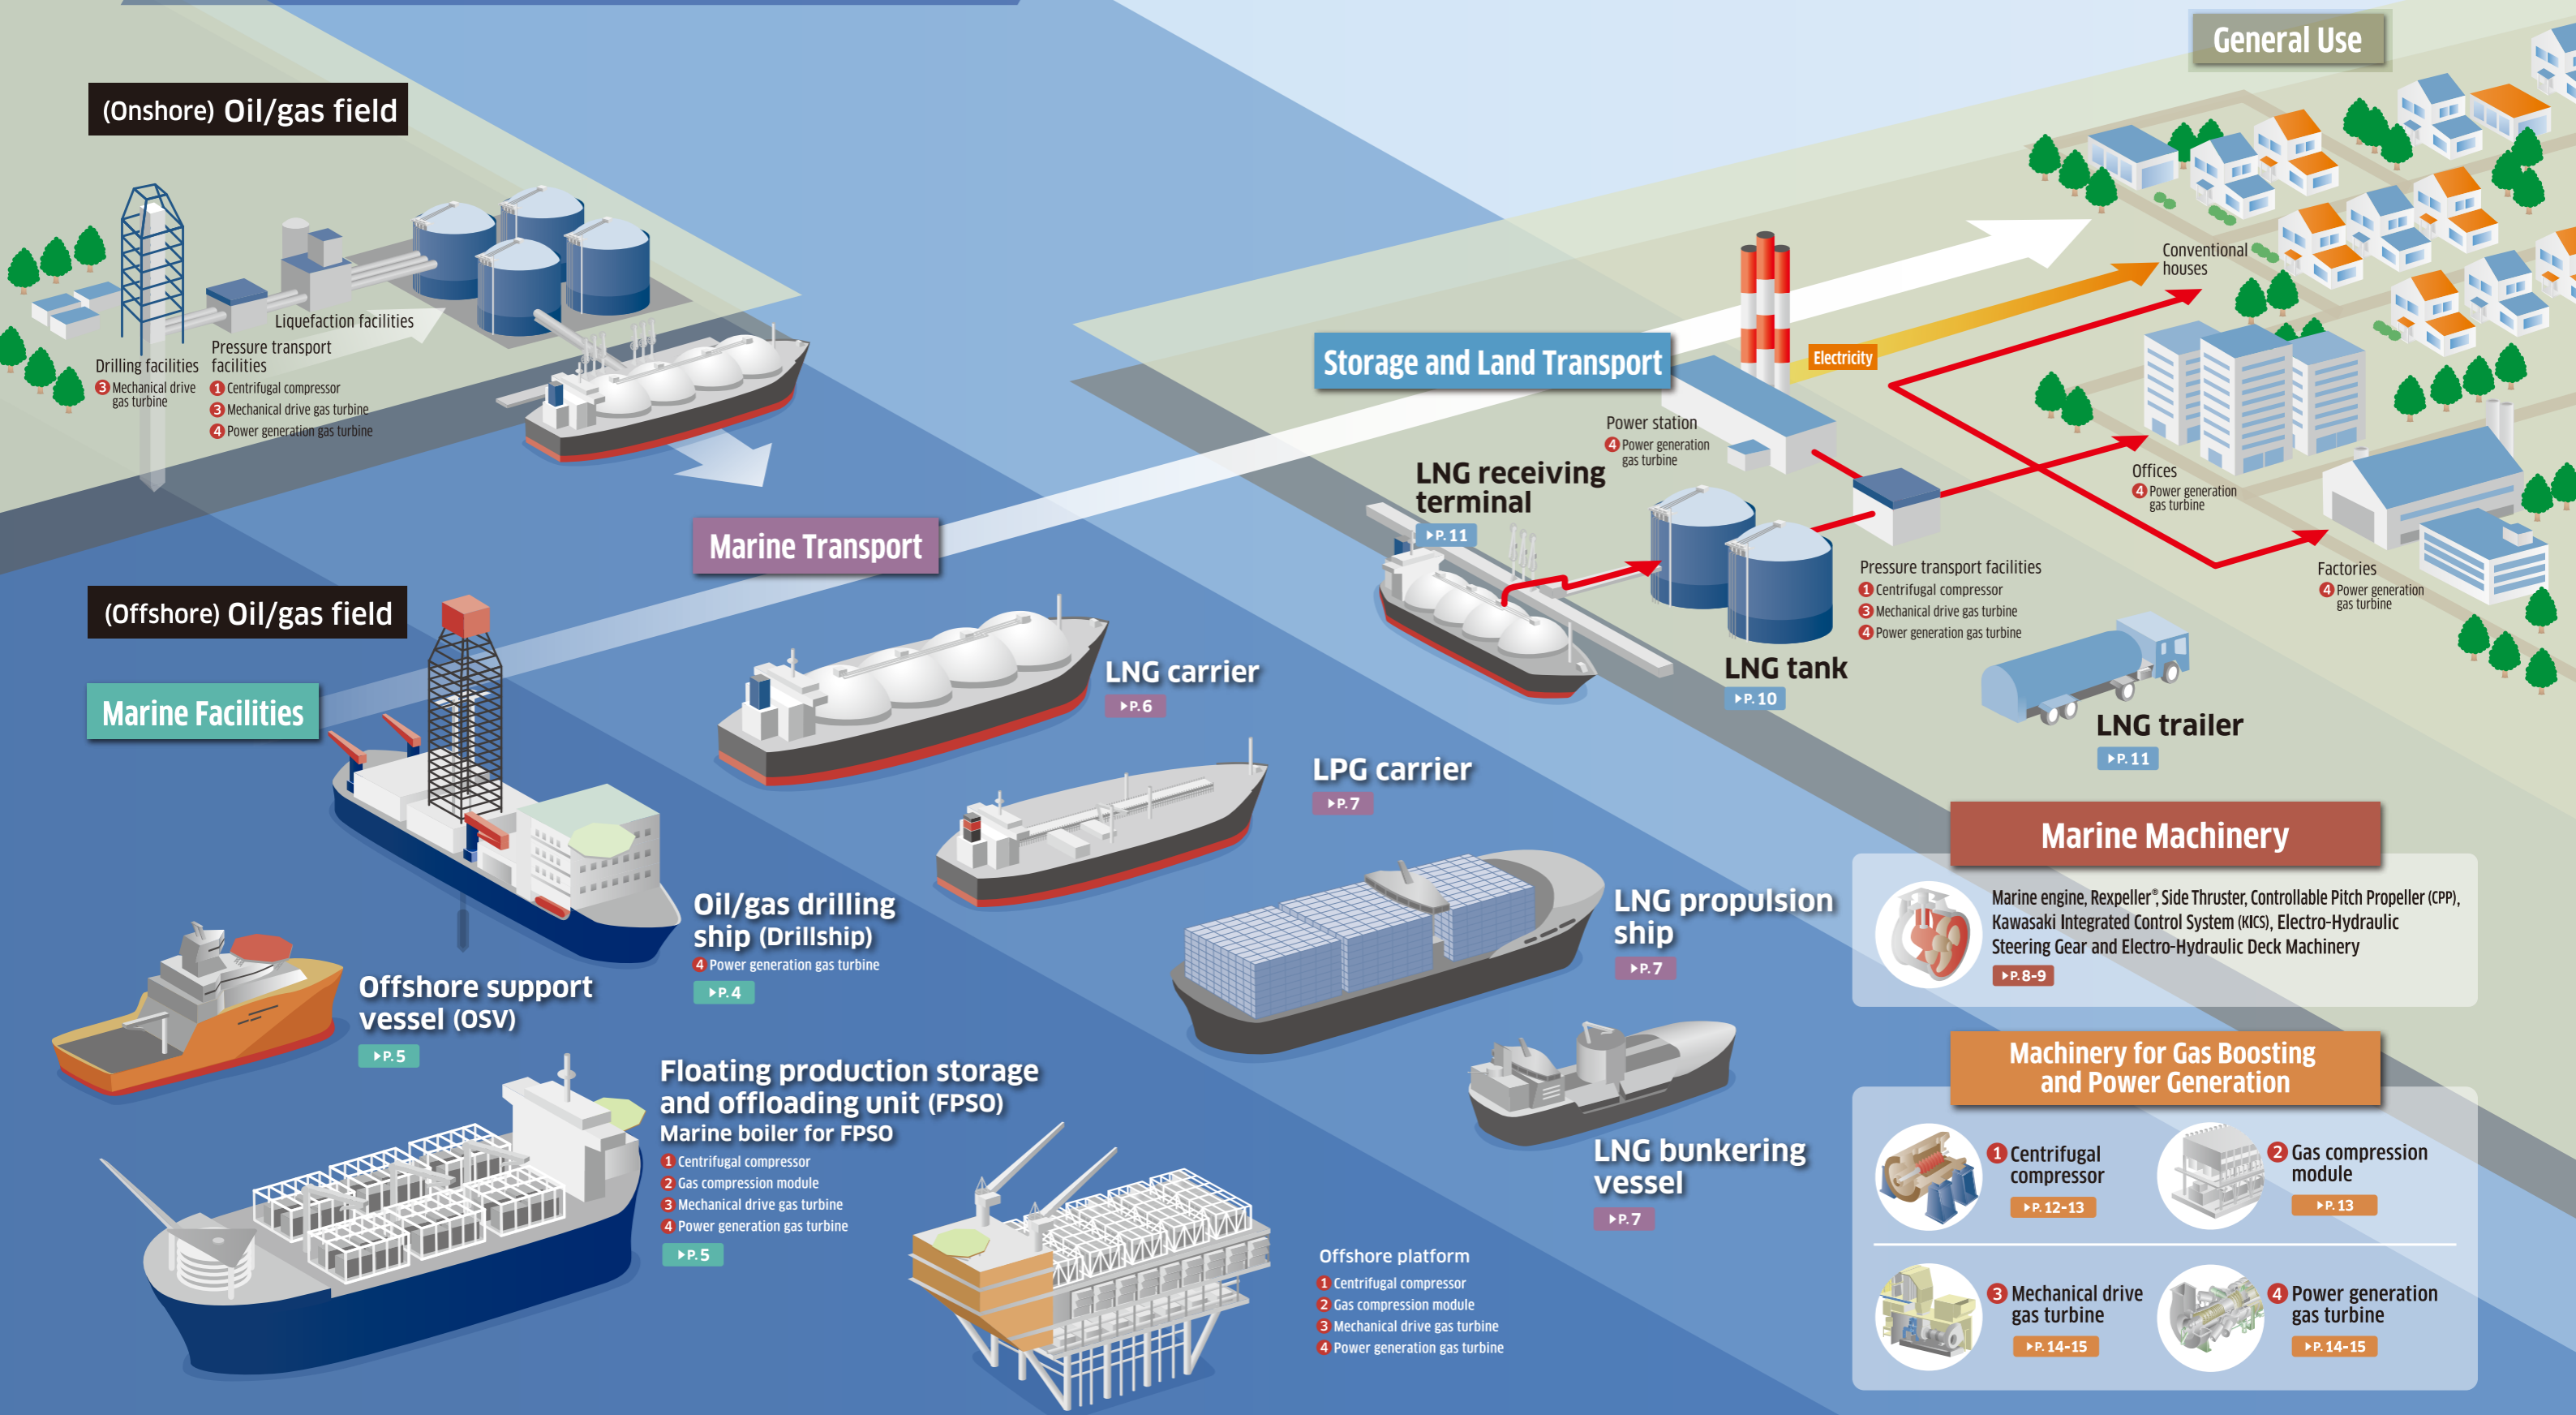 General Use
(Onshore) Oil/gas field
Liquefaction facilities
Drilling facilities
3 Mechanical drive
gas turbine
Pressure transport
facilities
1 Centrifugal compressor
3 Mechanical drive gas turbine
4 Power generation gas turbine
Conventional
houses
Storage and Land Transport
Electricity
Power station
4 Power generation
gas turbine
LNG receiving
terminal
▶P. 11
Offices
4 Power generation
gas turbine
Marine Transport
Pressure transport facilities
1 Centrifugal compressor
3 Mechanical drive gas turbine
4 Power generation gas turbine
Factories
4 Power generation
gas turbine
(Offshore) Oil/gas field
Marine Facilities
LNG carrier
▶P. 6
LNG tank
▶P. 10
LNG trailer
▶P. 11
LPG carrier
▶P. 7
Oil/gas drilling
ship (Drillship)
4 Power generation gas turbine
▶P. 4
LNG propulsion
ship
▶P. 7
Offshore support
vessel (OSV)
▶P. 5
Floating production storage
and offloading unit (FPSO)
Marine boiler for FPSO
1 Centrifugal compressor
2 Gas compression module
3 Mechanical drive gas turbine
4 Power generation gas turbine
▶P. 5
LNG bunkering
vessel
▶P. 7
Offshore platform
1 Centrifugal compressor
2 Gas compression module
3 Mechanical drive gas turbine
4 Power generation gas turbine
Marine Machinery
Marine engine, Rexpeller®, Side Thruster, Controllable Pitch Propeller (CPP),
Kawasaki Integrated Control System (KICS), Electro-Hydraulic
Steering Gear and Electro-Hydraulic Deck Machinery
▶P. 8-9
Machinery for Gas Boosting
and Power Generation
1 Centrifugal
compressor
▶P. 12-13
2 Gas compression
module
▶P. 13
3 Mechanical drive
gas turbine
▶P. 14-15
4 Power generation
gas turbine
▶P. 14-15